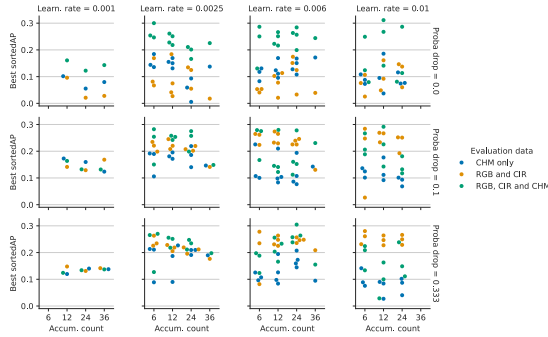 Learn. rate = 0.001
Learn. rate = 0.0025
Learn. rate = 0.006
Learn. rate = 0.01
Best sortedAP
0.3
0.2
0.1
0.0
Proba drop = 0.0
Best sortedAP
0.3
0.2
0.1
0.0
Proba drop = 0.1
Evaluation data
CHM only
RGB and CIR
RGB, CIR and CHM
Best sortedAP
0.3
0.2
0.1
0.0
Proba drop = 0.333
6 12 24 36
6 12 24 36
6 12 24 36
6 12 24 36
Accum. count
Accum. count
Accum. count
Accum. count